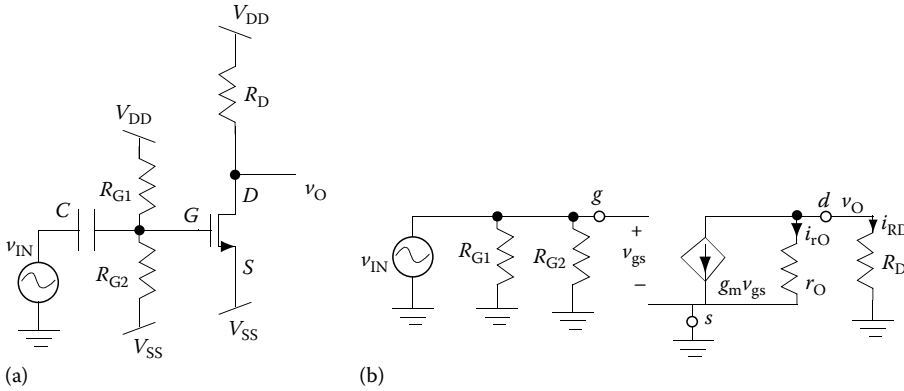 V_DD
R_D
V_DD
R_G1
C
G
D
v_O
v_IN
R_G2
S
V_SS
V_SS
(a)
g
d
v_O
+
i_rO
i_RD
v_IN
R_G1
R_G2
v_gs
R_D
−
g_m v_gs
r_O
s
(b)